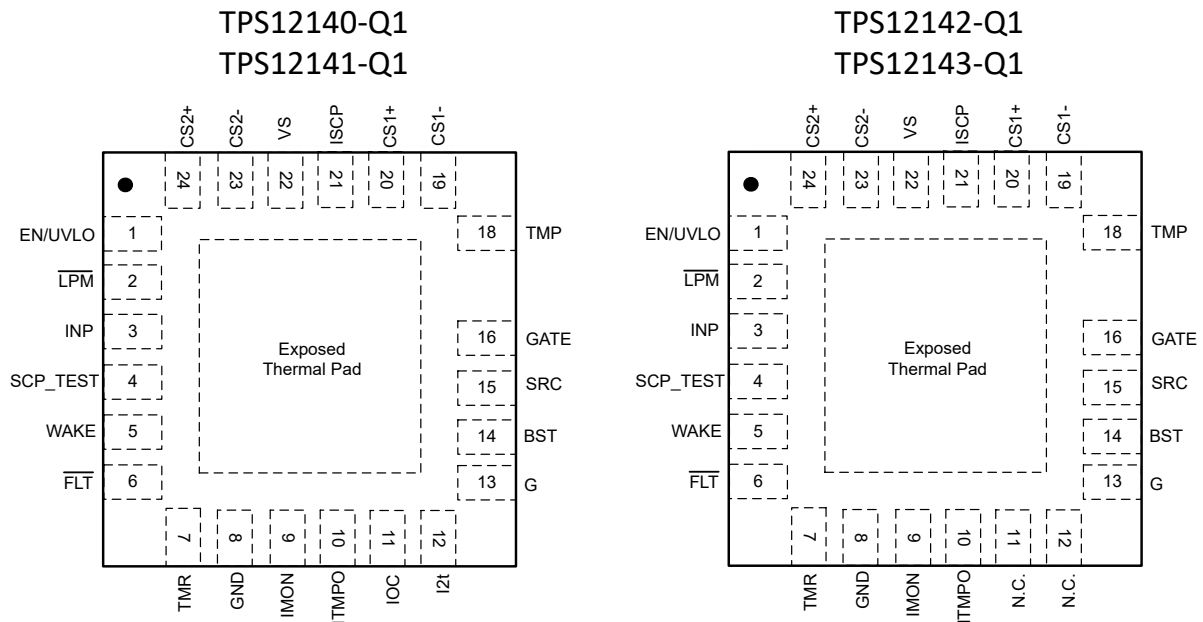 TPS12140-Q1
TPS12141-Q1
CS2+
CS2-
VS
ISCP
CS1+
CS1-
24
23
22
21
20
19
EN/UVLO
1
LPM
2
INP
3
SCP_TEST
4
WAKE
5
FLT
6
Exposed
Thermal Pad
18
TMP
16
GATE
15
SRC
14
BST
13
G
7
8
9
10
11
12
TMR
GND
IMON
ITMPO
IOC
I2t
TPS12142-Q1
TPS12143-Q1
CS2+
CS2-
VS
ISCP
CS1+
CS1-
24
23
22
21
20
19
EN/UVLO
1
LPM
2
INP
3
SCP_TEST
4
WAKE
5
FLT
6
Exposed
Thermal Pad
18
TMP
16
GATE
15
SRC
14
BST
13
G
7
8
9
10
11
12
TMR
GND
IMON
ITMPO
N.C.
N.C.